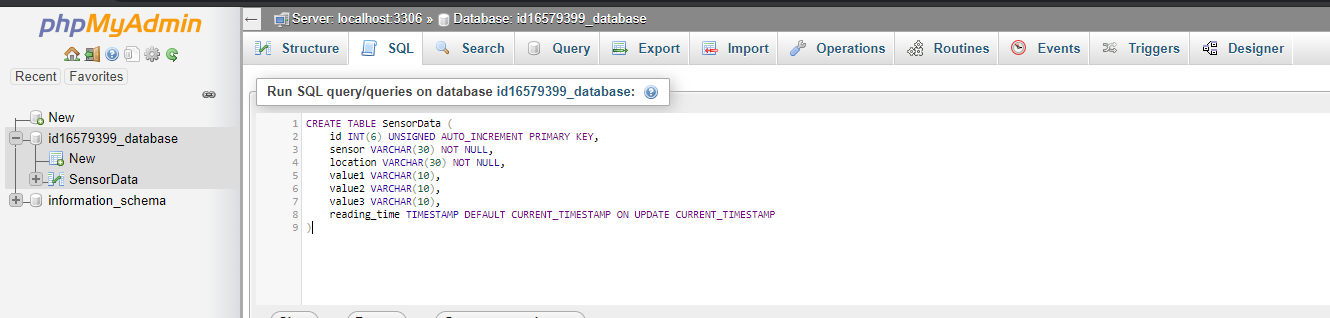 phpMyAdmin
Recent Favorites
New
id16579399_database
New
SensorData
information_schema
Server: localhost:3306 » Database: id16579399_database
Structure SQL Search Query Export Import Operations Routines Events Triggers Designer
Run SQL query/queries on database id16579399_database:
1 CREATE TABLE SensorData (
2 id INT(6) UNSIGNED AUTO_INCREMENT PRIMARY KEY,
3 sensor VARCHAR(30) NOT NULL,
4 location VARCHAR(30) NOT NULL,
5 value1 VARCHAR(10),
6 value2 VARCHAR(10),
7 value3 VARCHAR(10),
8 reading_time TIMESTAMP DEFAULT CURRENT_TIMESTAMP ON UPDATE CURRENT_TIMESTAMP
9 )